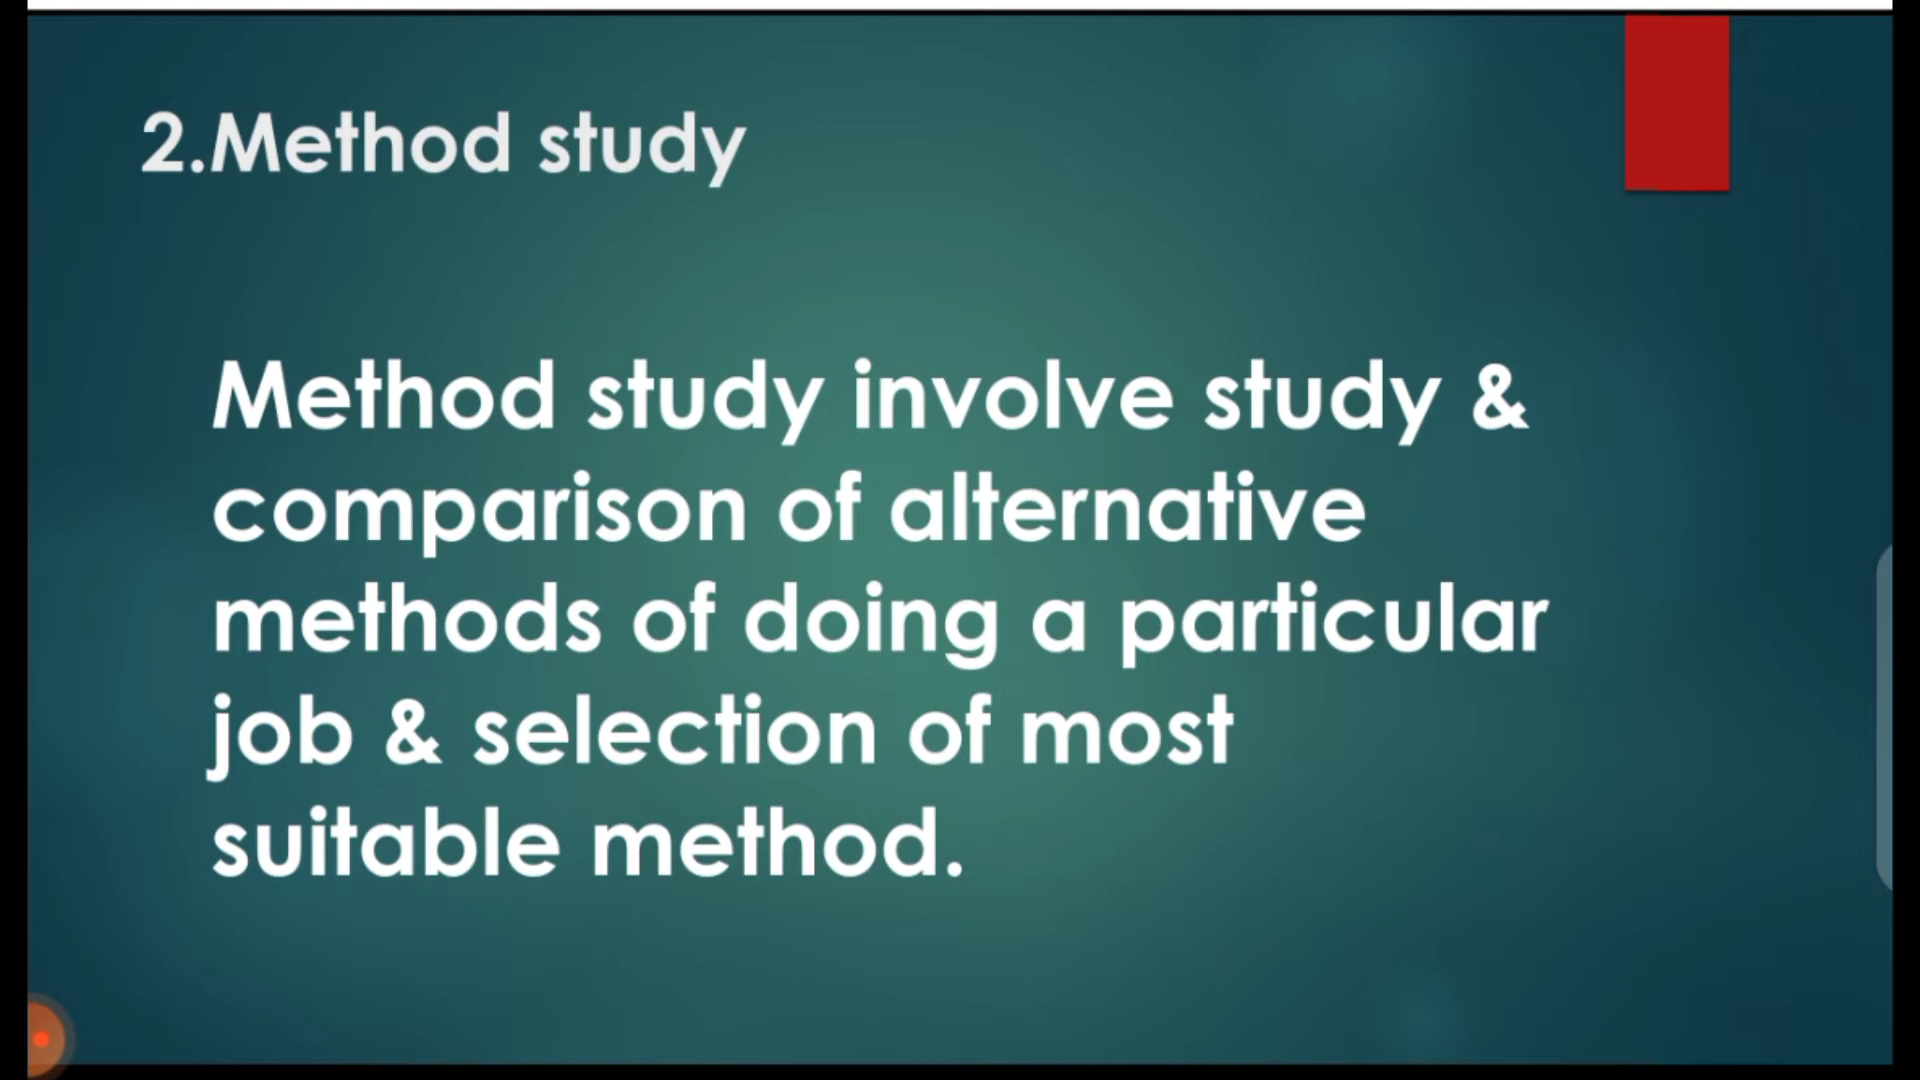 2.Method study
Method study involve study &
comparison of alternative
methods of doing a particular
job & selection of most
suitable method.